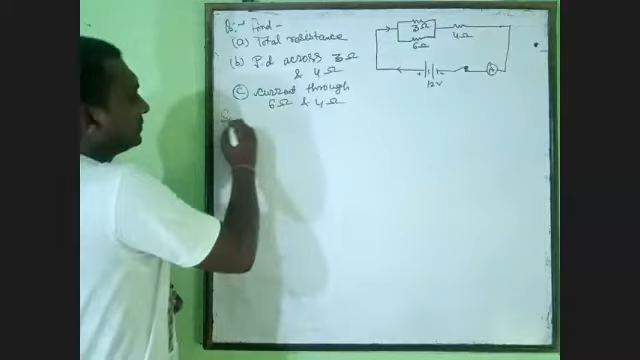 Q:- Find -
(a) Total resistance
(b) P.d across 3Ω
& 4Ω
(c) current through
6Ω & 4Ω
3Ω
6Ω
4Ω
+
-
A
12V